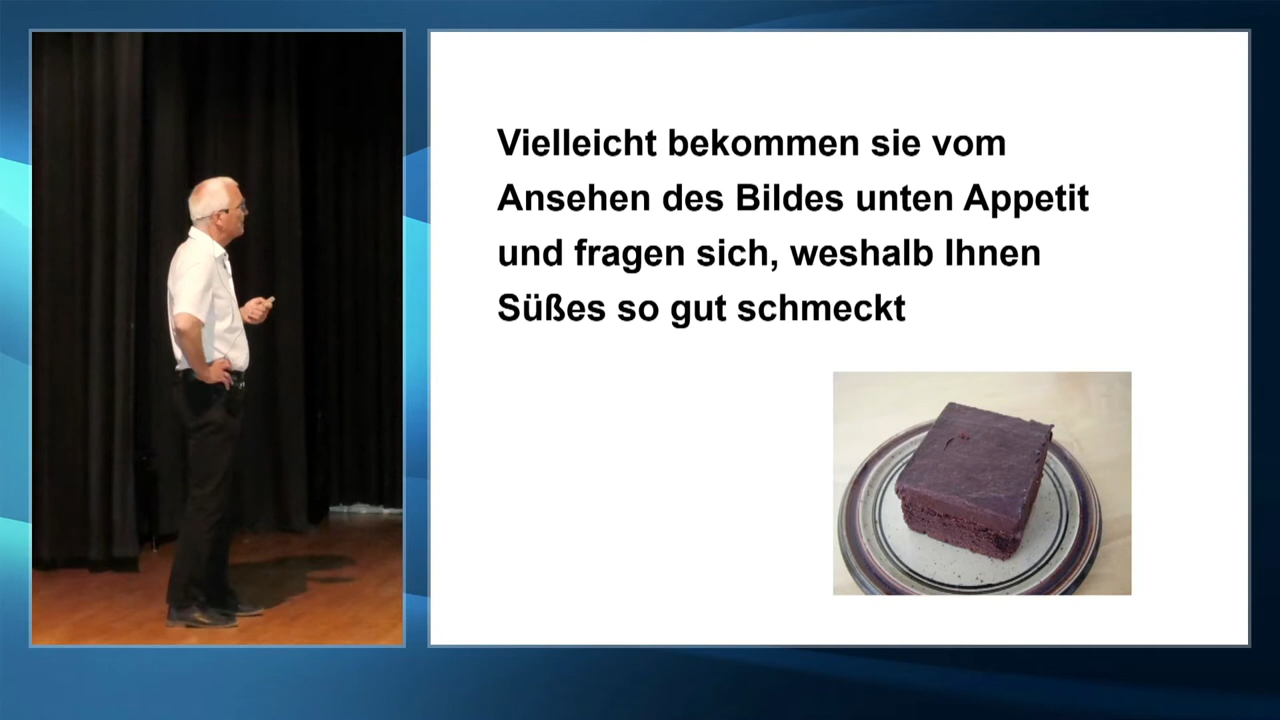 Vielleicht bekommen sie vom
Ansehen des Bildes unten Appetit
und fragen sich, weshalb Ihnen
Süßes so gut schmeckt